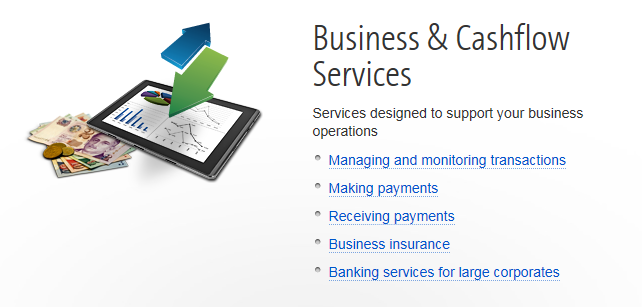 Business & Cashflow
Services
Services designed to support your business
operations
Managing and monitoring transactions
Making payments
Receiving payments
Business insurance
Banking services for large corporates